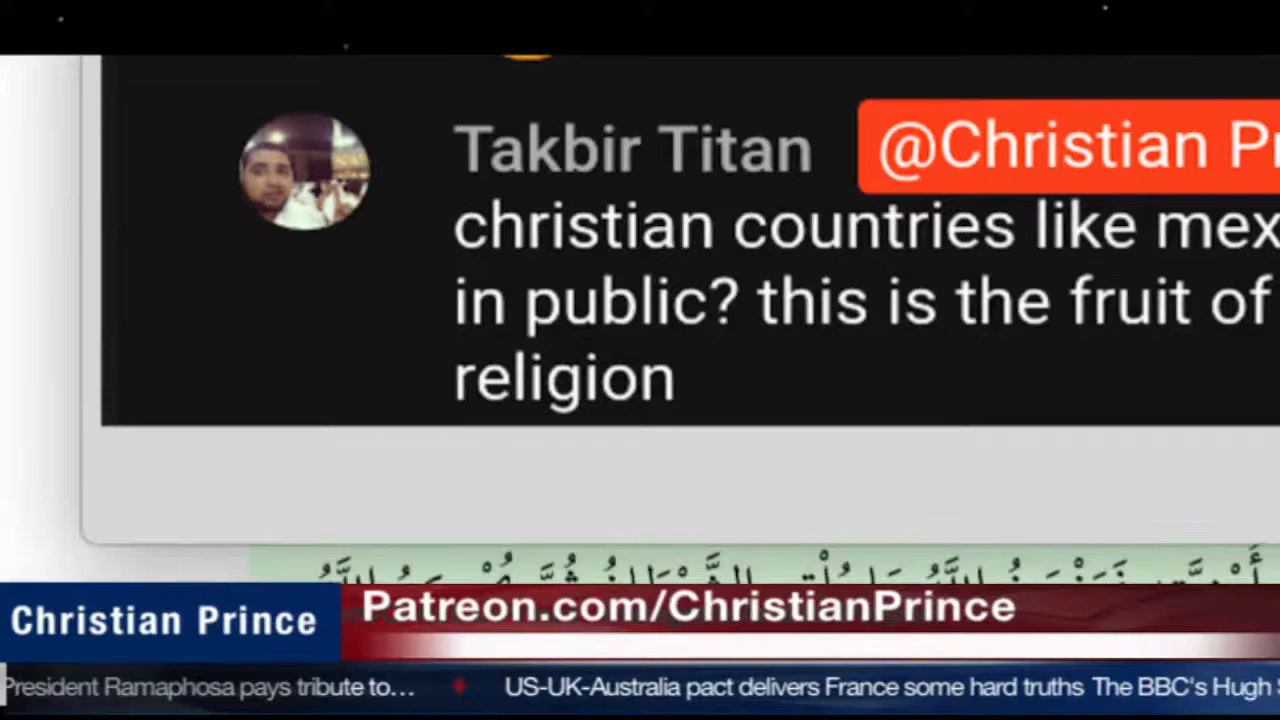 Takbir Titan @Christian P
christian countries like mex
in public? this is the fruit of
religion
Christian Prince
Patreon.com/ChristianPrince
President Ramaphosa pays tribute to… US-UK-Australia pact delivers France some hard truths The BBC's Hugh